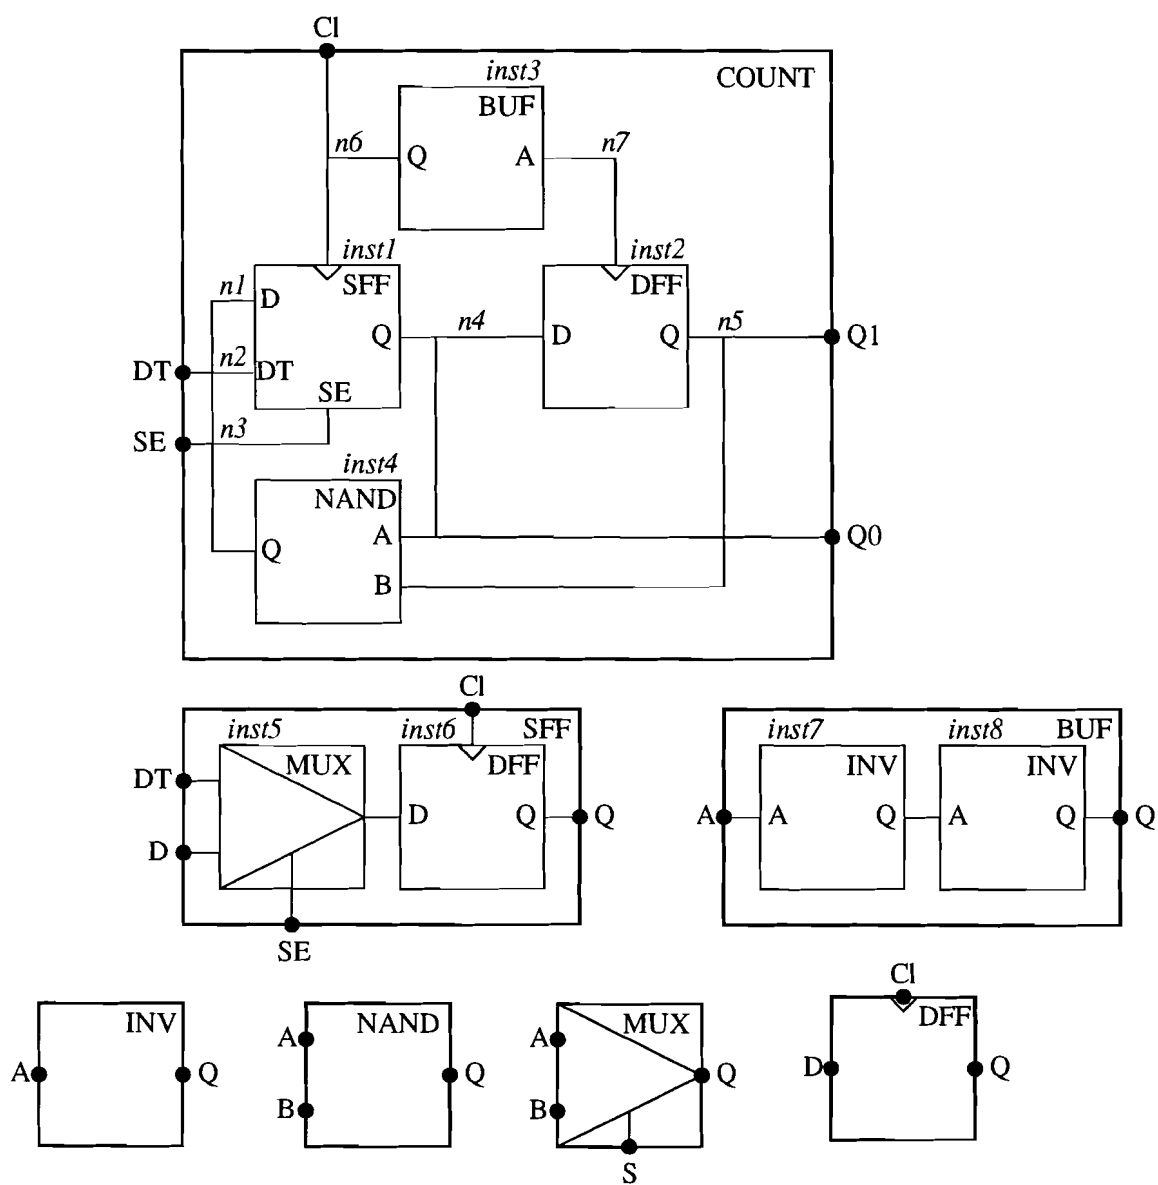 Cl
inst3
COUNT
BUF
n6
n7
Q
A
inst1
inst2
n1
D
SFF
DFF
Q
n4
D
Q
n5
Q1
DT
n2
DT
SE
SE
n3
inst4
NAND
A
Q0
Q
B
Cl
inst5
inst6
SFF
inst7
inst8
BUF
MUX
DFF
INV
INV
DT
D
Q
Q
A
A
Q
A
Q
Q
D
SE
Cl
INV
NAND
MUX
DFF
A
A
D
Q
A
Q
Q
Q
B
B
S